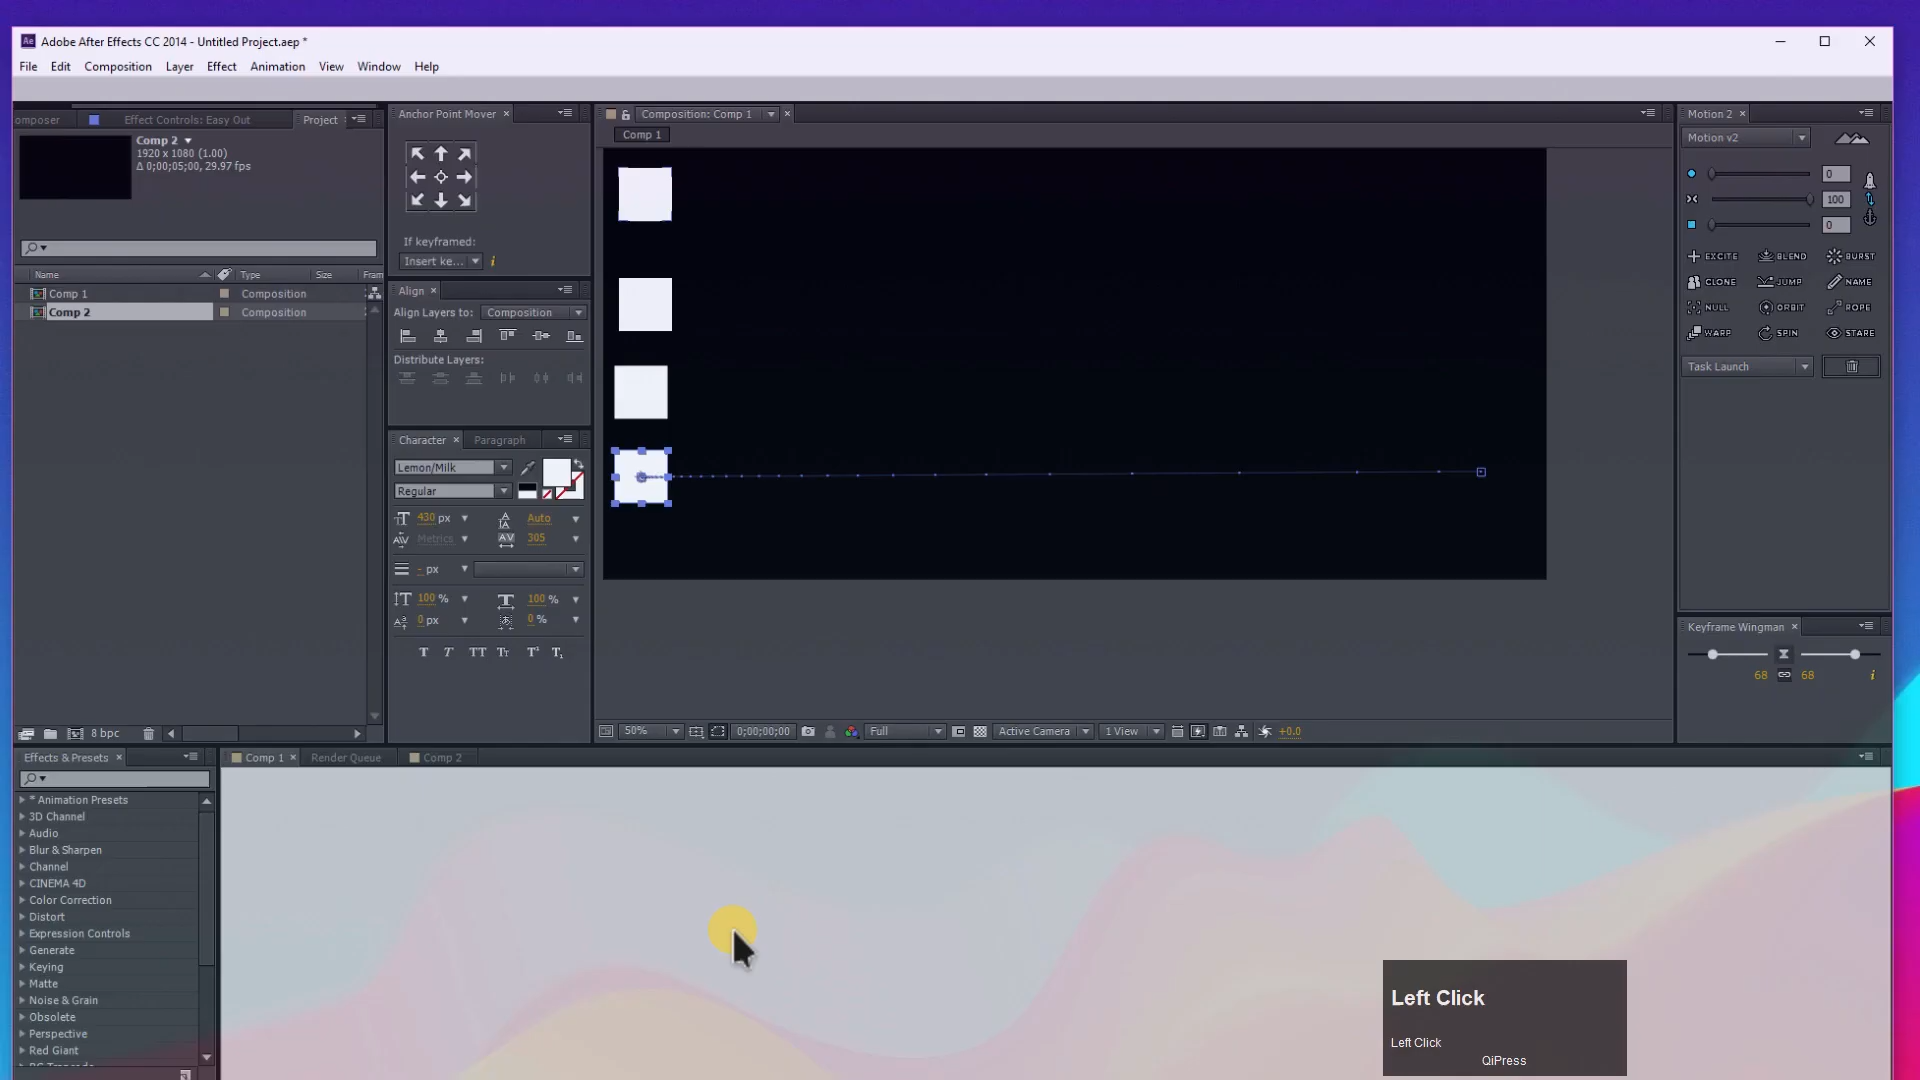 Adobe After Effects CC 2014 - Untitled Project.aep *
File Edit Composition Layer Effect Animation View Window Help
omposer Effect Controls: Easy Out Project
Comp 2
1920 x 1080 (1.00)
Δ 0;00;05;00, 29.97 fps
Name Type Size Fram
Comp 1 Composition
Comp 2 Composition
8 bpc
Anchor Point Mover
If keyframed:
Insert ke...
Align
Align Layers to: Composition
Distribute Layers:
Character Paragraph
Lemon/Milk
Regular
430 px Auto
Metrics 305
- px
100 % 100 %
0 px 0 %
Composition: Comp 1
Comp 1
50% 0;00;00;00 Full Active Camera 1 View +0.0
Motion 2
Motion v2
0
100
0
EXCITE BLEND BURST
CLONE JUMP NAME
NULL ORBIT ROPE
WARP SPIN STARE
Task Launch
Keyframe Wingman
68 68
Effects & Presets
* Animation Presets
3D Channel
Audio
Blur & Sharpen
Channel
CINEMA 4D
Color Correction
Distort
Expression Controls
Generate
Keying
Matte
Noise & Grain
Obsolete
Perspective
Red Giant
Comp 1 Render Queue Comp 2
Left Click
Left Click
QiPress